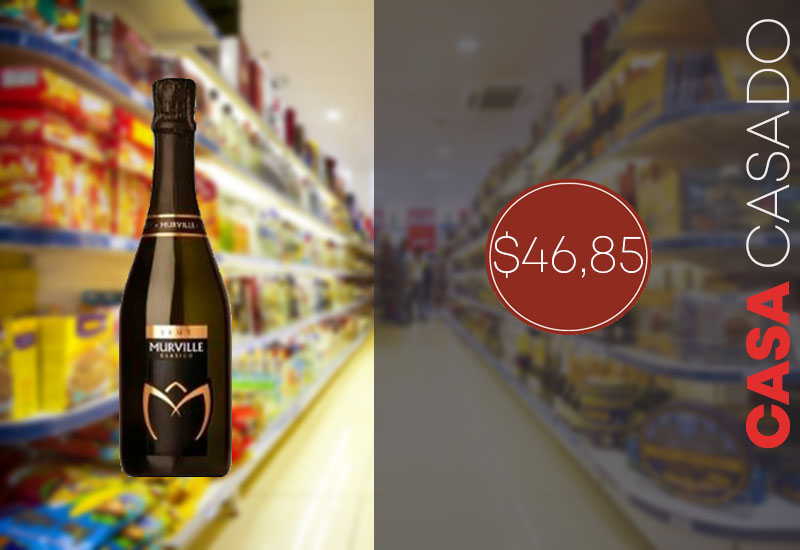 • MURVILLE •
BRUT
MURVILLE
CLASICO
$46,85
CASA CASADO